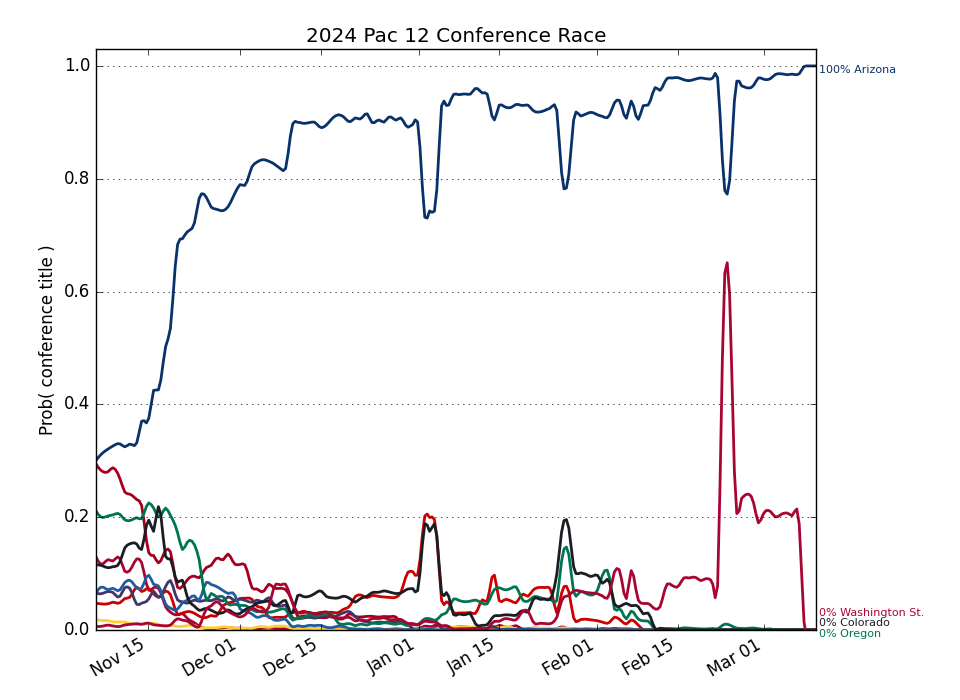 2024 Pac 12 Conference Race
Prob( conference title )
1.0
0.8
0.6
0.4
0.2
0.0
Nov 15
Dec 01
Dec 15
Jan 01
Jan 15
Feb 01
Feb 15
Mar 01
100% Arizona
0% Washington St.
0% Colorado
0% Oregon